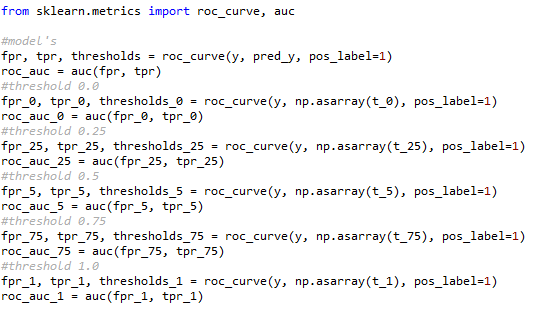 from sklearn.metrics import roc_curve, auc
#model's
fpr, tpr, thresholds = roc_curve(y, pred_y, pos_label=1)
roc_auc = auc(fpr, tpr)
#threshold 0.0
fpr_0, tpr_0, thresholds_0 = roc_curve(y, np.asarray(t_0), pos_label=1)
roc_auc_0 = auc(fpr_0, tpr_0)
#threshold 0.25
fpr_25, tpr_25, thresholds_25 = roc_curve(y, np.asarray(t_25), pos_label=1)
roc_auc_25 = auc(fpr_25, tpr_25)
#threshold 0.5
fpr_5, tpr_5, thresholds_5 = roc_curve(y, np.asarray(t_5), pos_label=1)
roc_auc_5 = auc(fpr_5, tpr_5)
#threshold 0.75
fpr_75, tpr_75, thresholds_75 = roc_curve(y, np.asarray(t_75), pos_label=1)
roc_auc_75 = auc(fpr_75, tpr_75)
#threshold 1.0
fpr_1, tpr_1, thresholds_1 = roc_curve(y, np.asarray(t_1), pos_label=1)
roc_auc_1 = auc(fpr_1, tpr_1)